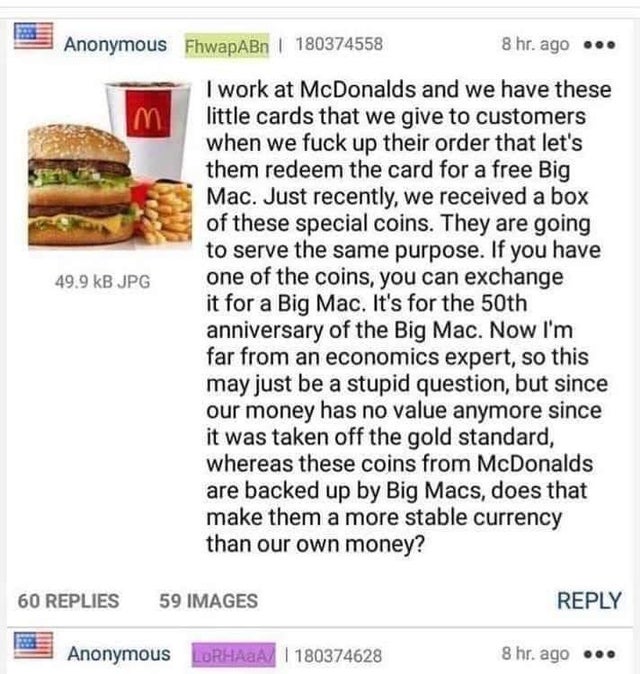 Anonymous FhwapABn | 180374558 8 hr. ago
I work at McDonalds and we have these
little cards that we give to customers
when we fuck up their order that let's
them redeem the card for a free Big
Mac. Just recently, we received a box
of these special coins. They are going
to serve the same purpose. If you have
one of the coins, you can exchange
it for a Big Mac. It's for the 50th
anniversary of the Big Mac. Now I'm
far from an economics expert, so this
may just be a stupid question, but since
our money has no value anymore since
it was taken off the gold standard,
whereas these coins from McDonalds
are backed up by Big Macs, does that
make them a more stable currency
than our own money?
49.9 kB JPG
60 REPLIES 59 IMAGES REPLY
Anonymous LoRHAaA/ | 180374628 8 hr. ago